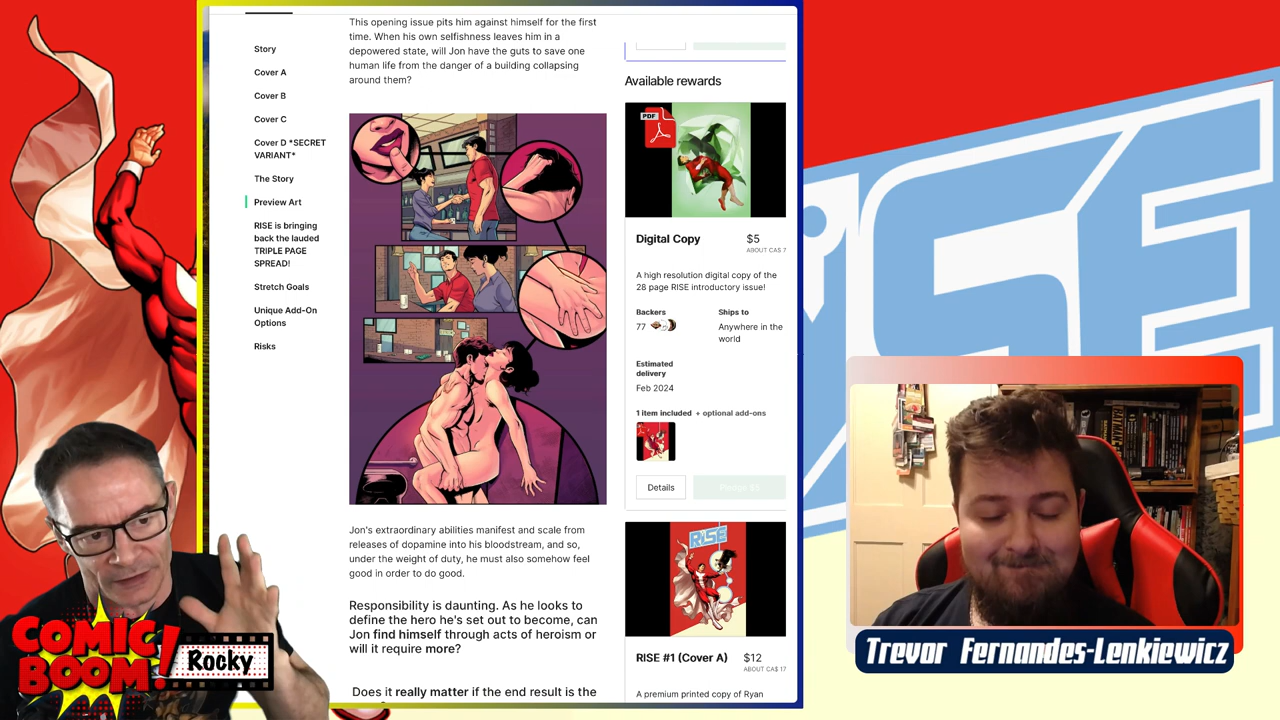 This opening issue pits him against himself for the first
time. When his own selfishness leaves him in a
depowered state, will Jon have the guts to save one
human life from the danger of a building collapsing
around them?
Story
Cover A
Cover B
Cover C
Cover D *SECRET
VARIANT*
The Story
Preview Art
RISE is bringing
back the lauded
TRIPLE PAGE
SPREAD!
Stretch Goals
Unique Add-On
Options
Risks
Jon's extraordinary abilities manifest and scale from
releases of dopamine into his bloodstream, and so,
under the weight of duty, he must also somehow feel
good in order to do good.
Responsibility is daunting. As he looks to
define the hero he's set out to become, can
Jon find himself through acts of heroism or
will it require more?
Does it really matter if the end result is the
Available rewards
PDF
Digital Copy
$5
ABOUT CA$ 7
A high resolution digital copy of the
28 page RISE introductory issue!
Backers
77
Ships to
Anywhere in the
world
Estimated
delivery
Feb 2024
1 item included + optional add-ons
Details
Pledge $5
RISE
RISE #1 (Cover A)
$12
ABOUT CA$ 17
A premium printed copy of Ryan
COMIC
BOOM!
Rocky
Trevor Fernandes-Lenkiewicz